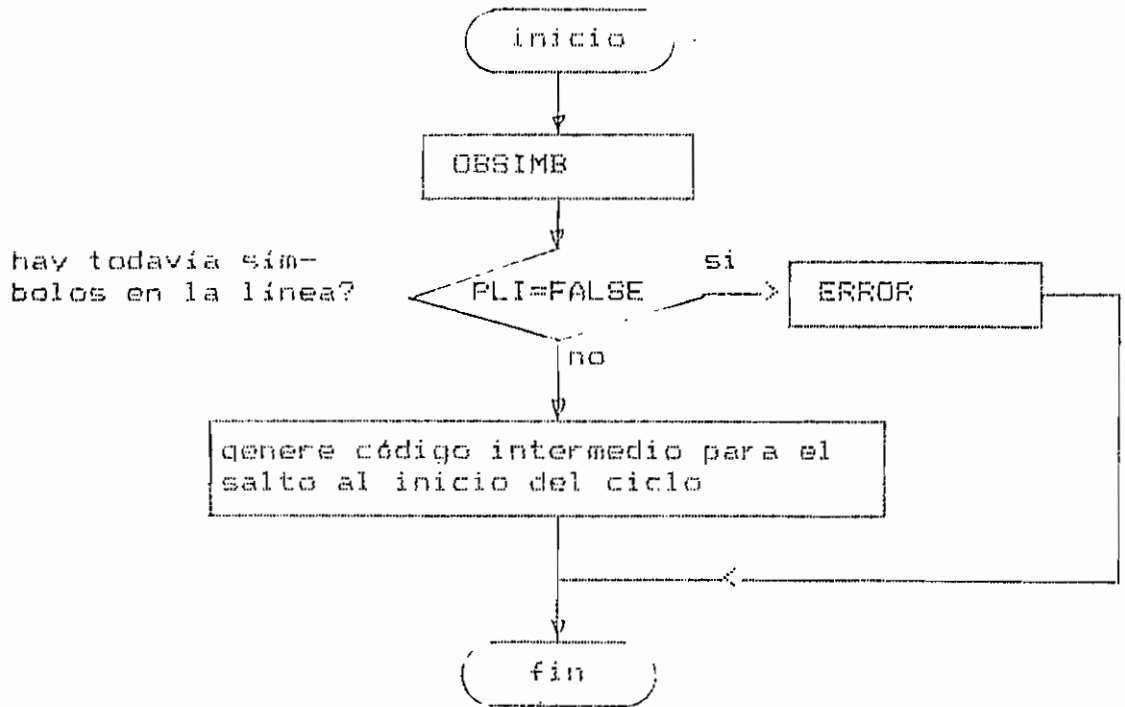 inicio
OBSIMB
hay todavía sím-
bolos en la línea?
PLI=FALSE
si
ERROR
no
genere código intermedio para el
salto al inicio del ciclo
fin